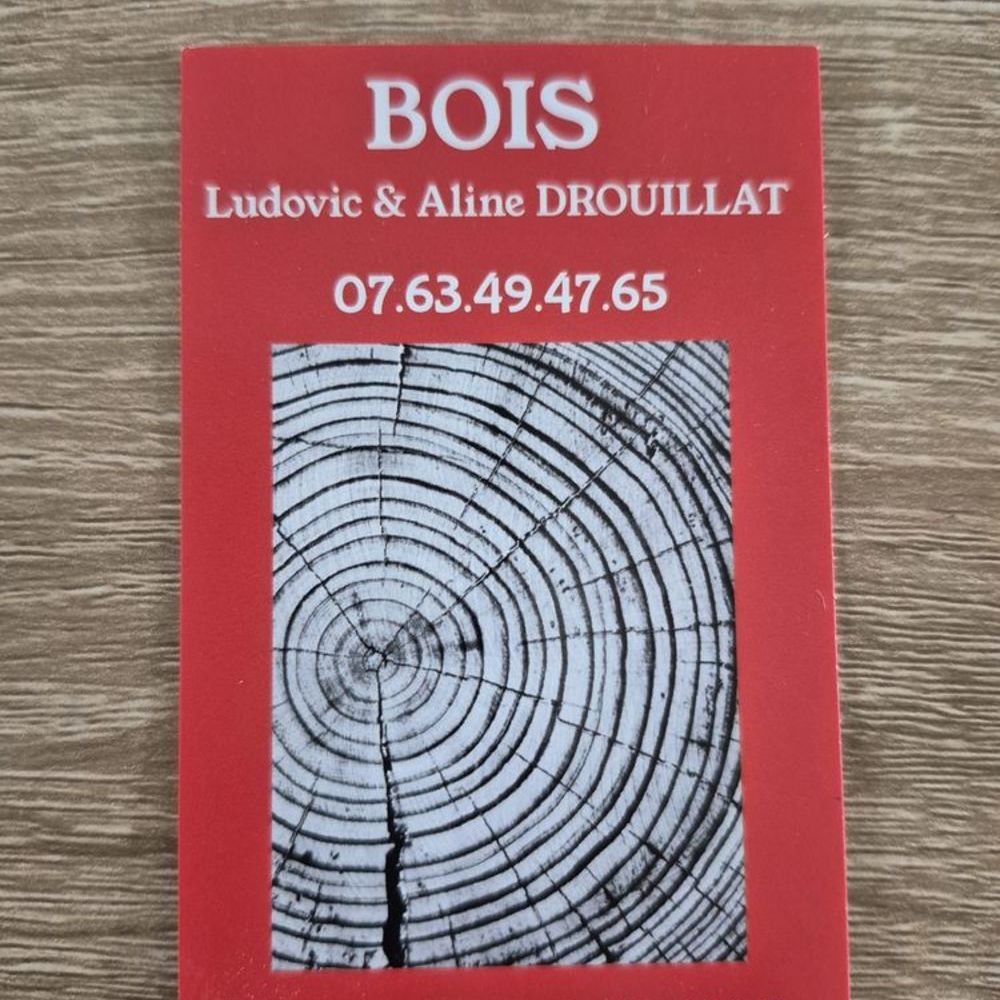 BOIS
Ludovic & Aline DROUILLAT
07.63.49.47.65